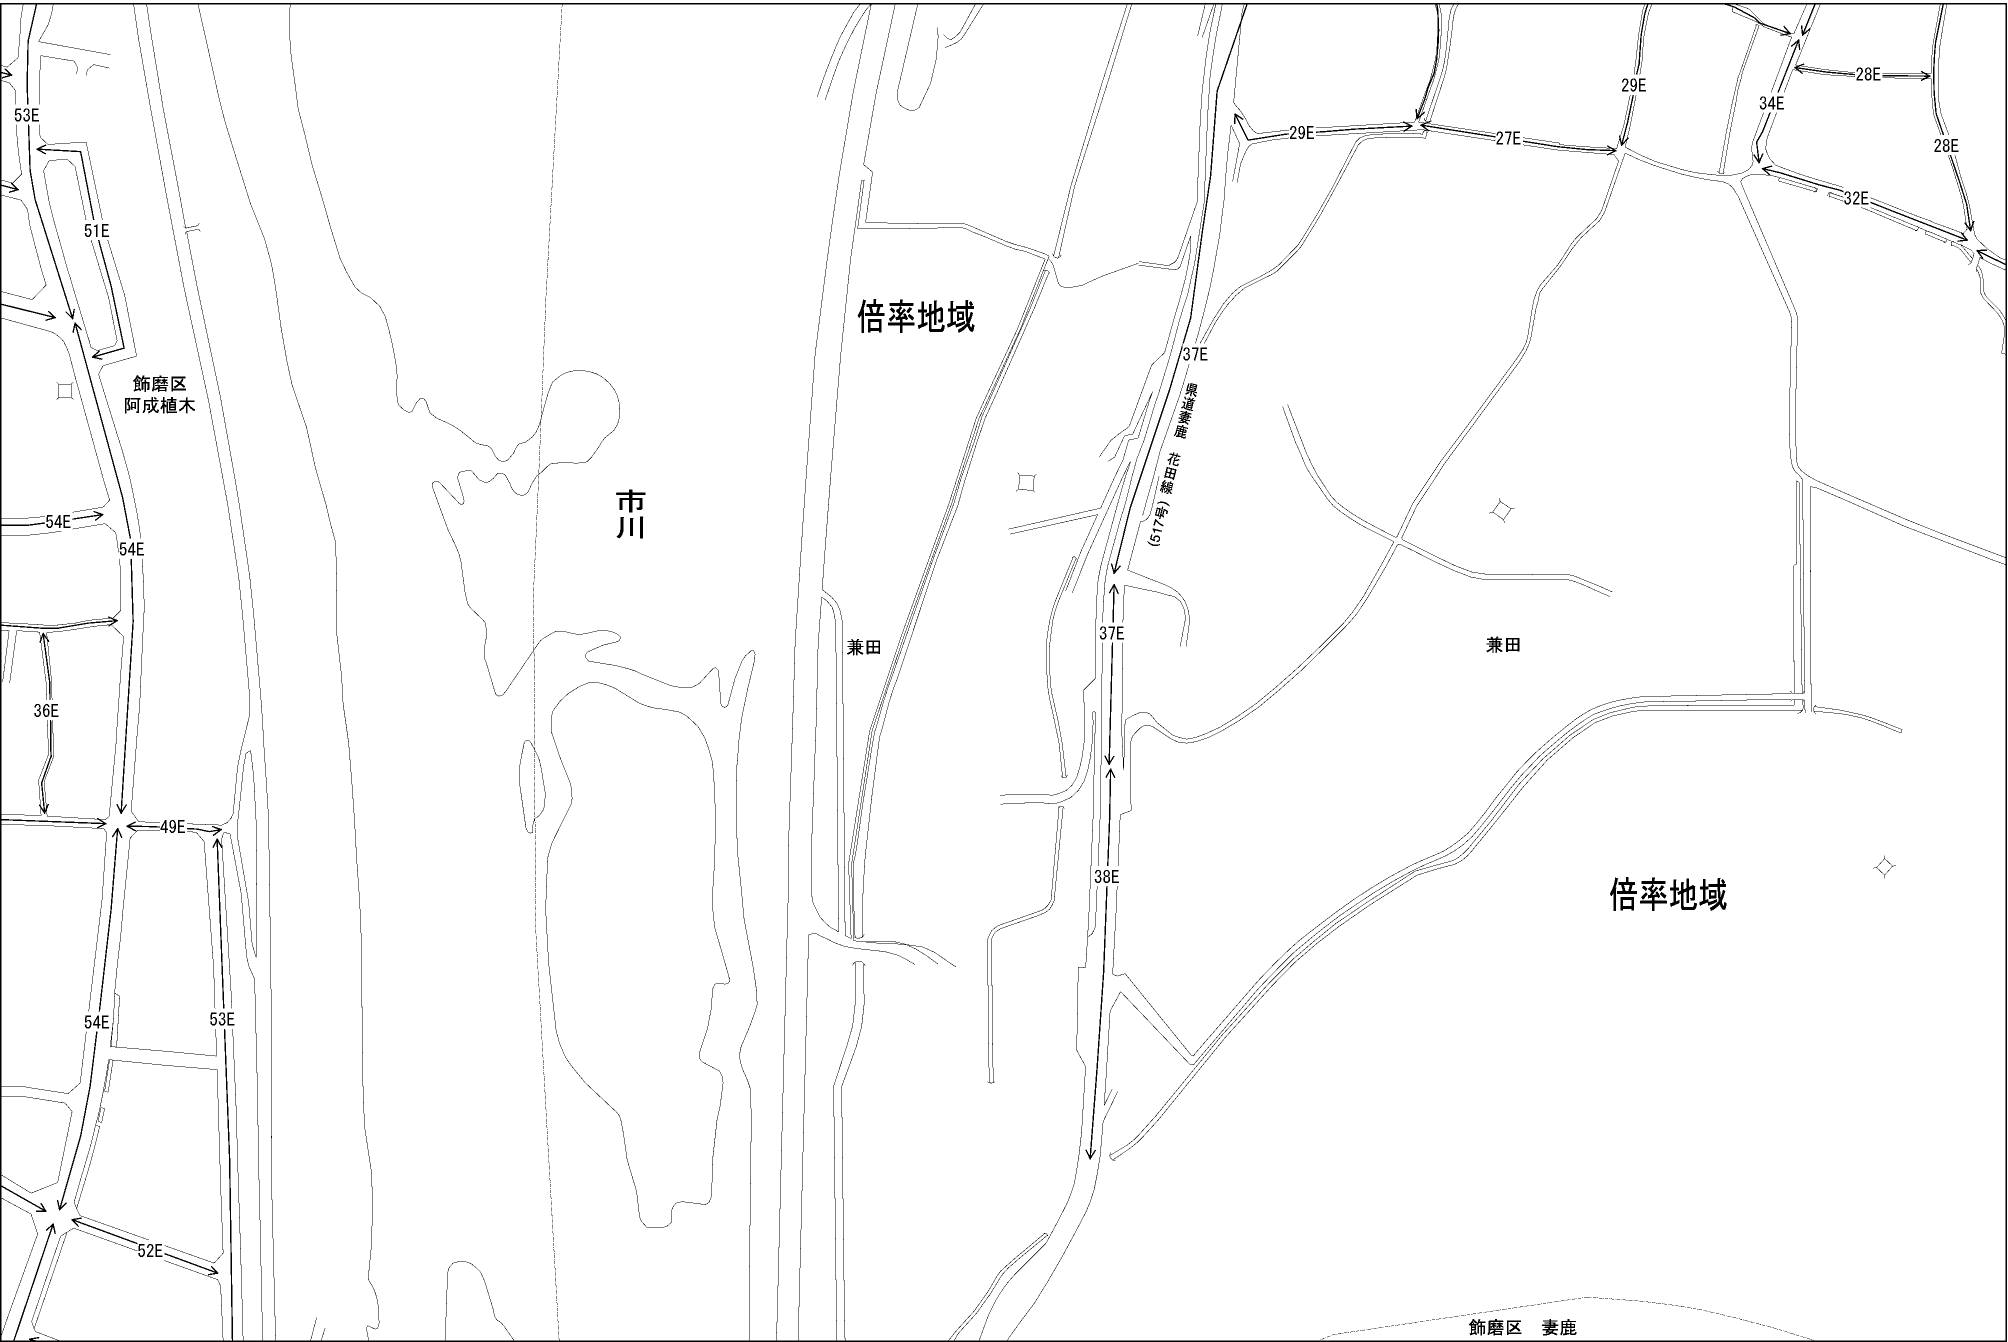 28E
29E
34E
53E
29E
27E
28E
32E
51E
倍率地域
37E
飾磨区
阿成植木
県道妻鹿 花田線
(517号)
市川
54E
54E
37E
兼田
兼田
36E
49E
38E
倍率地域
54E
53E
52E
飾磨区 妻鹿